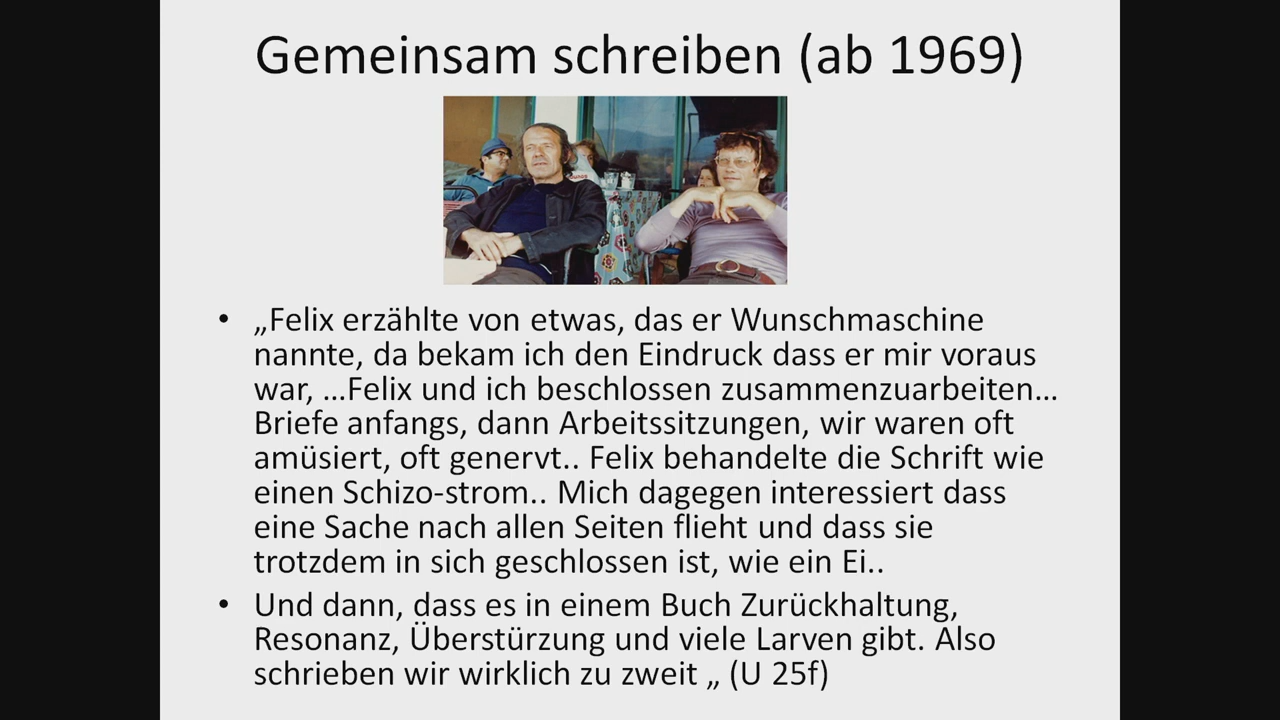 Gemeinsam schreiben (ab 1969)
• „Felix erzählte von etwas, das er Wunschmaschine
nannte, da bekam ich den Eindruck dass er mir voraus
war, …Felix und ich beschlossen zusammenzuarbeiten…
Briefe anfangs, dann Arbeitssitzungen, wir waren oft
amüsiert, oft genervt.. Felix behandelte die Schrift wie
einen Schizo-strom.. Mich dagegen interessiert dass
eine Sache nach allen Seiten flieht und dass sie
trotzdem in sich geschlossen ist, wie ein Ei..
• Und dann, dass es in einem Buch Zurückhaltung,
Resonanz, Überstürzung und viele Larven gibt. Also
schrieben wir wirklich zu zweit „ (U 25f)